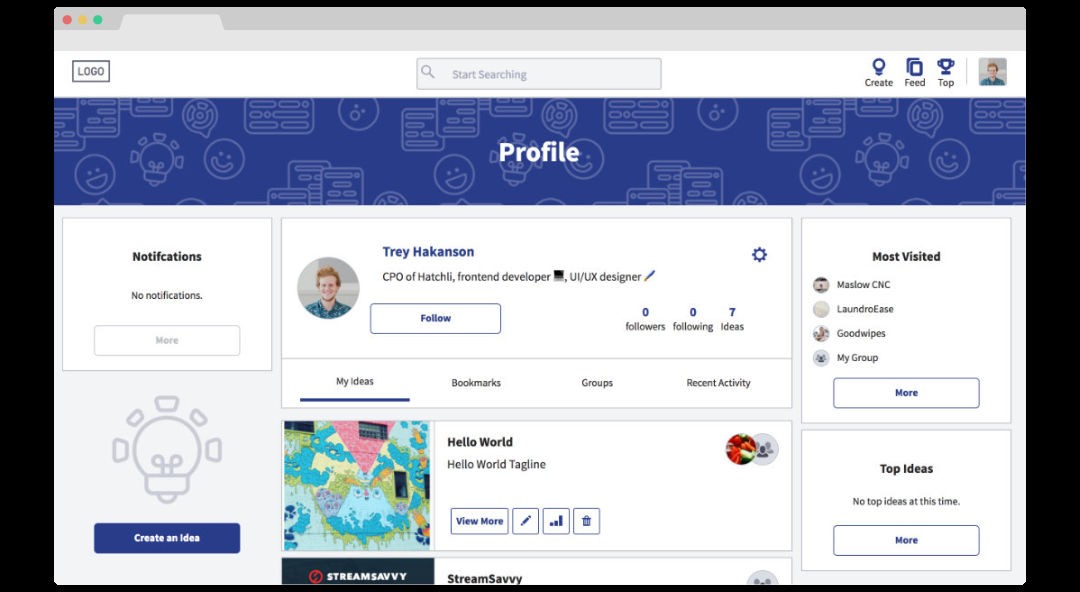 LOGO
Start Searching
Create
Feed
Top
Profile
Notifcations
No notifications.
More
Create an Idea
Trey Hakanson
CPO of Hatchli, frontend developer 💻, UI/UX designer 🖊️
Follow
0
followers
0
following
7
Ideas
My Ideas
Bookmarks
Groups
Recent Activity
Hello World
Hello World Tagline
View More
STREAMSAVVY
StreamSavvy
Most Visited
Maslow CNC
LaundroEase
Goodwipes
My Group
More
Top Ideas
No top ideas at this time.
More